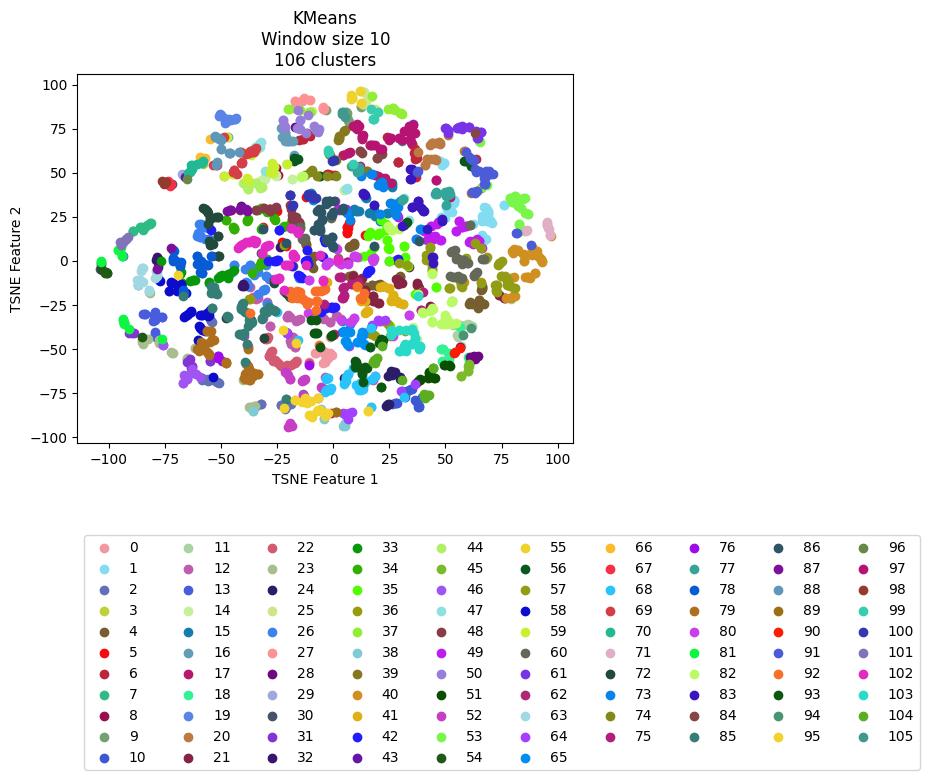 KMeans
Window size 10
106 clusters
100
75
50
25
0
−25
−50
−75
−100
TSNE Feature 2
−100 −75 −50 −25 0 25 50 75 100
TSNE Feature 1
0 11 22 33 44 55 66 76 86 96
1 12 23 34 45 56 67 77 87 97
2 13 24 35 46 57 68 78 88 98
3 14 25 36 47 58 69 79 89 99
4 15 26 37 48 59 70 80 90 100
5 16 27 38 49 60 71 81 91 101
6 17 28 39 50 61 72 82 92 102
7 18 29 40 51 62 73 83 93 103
8 19 30 41 52 63 74 84 94 104
9 20 31 42 53 64 75 85 95 105
10 21 32 43 54 65